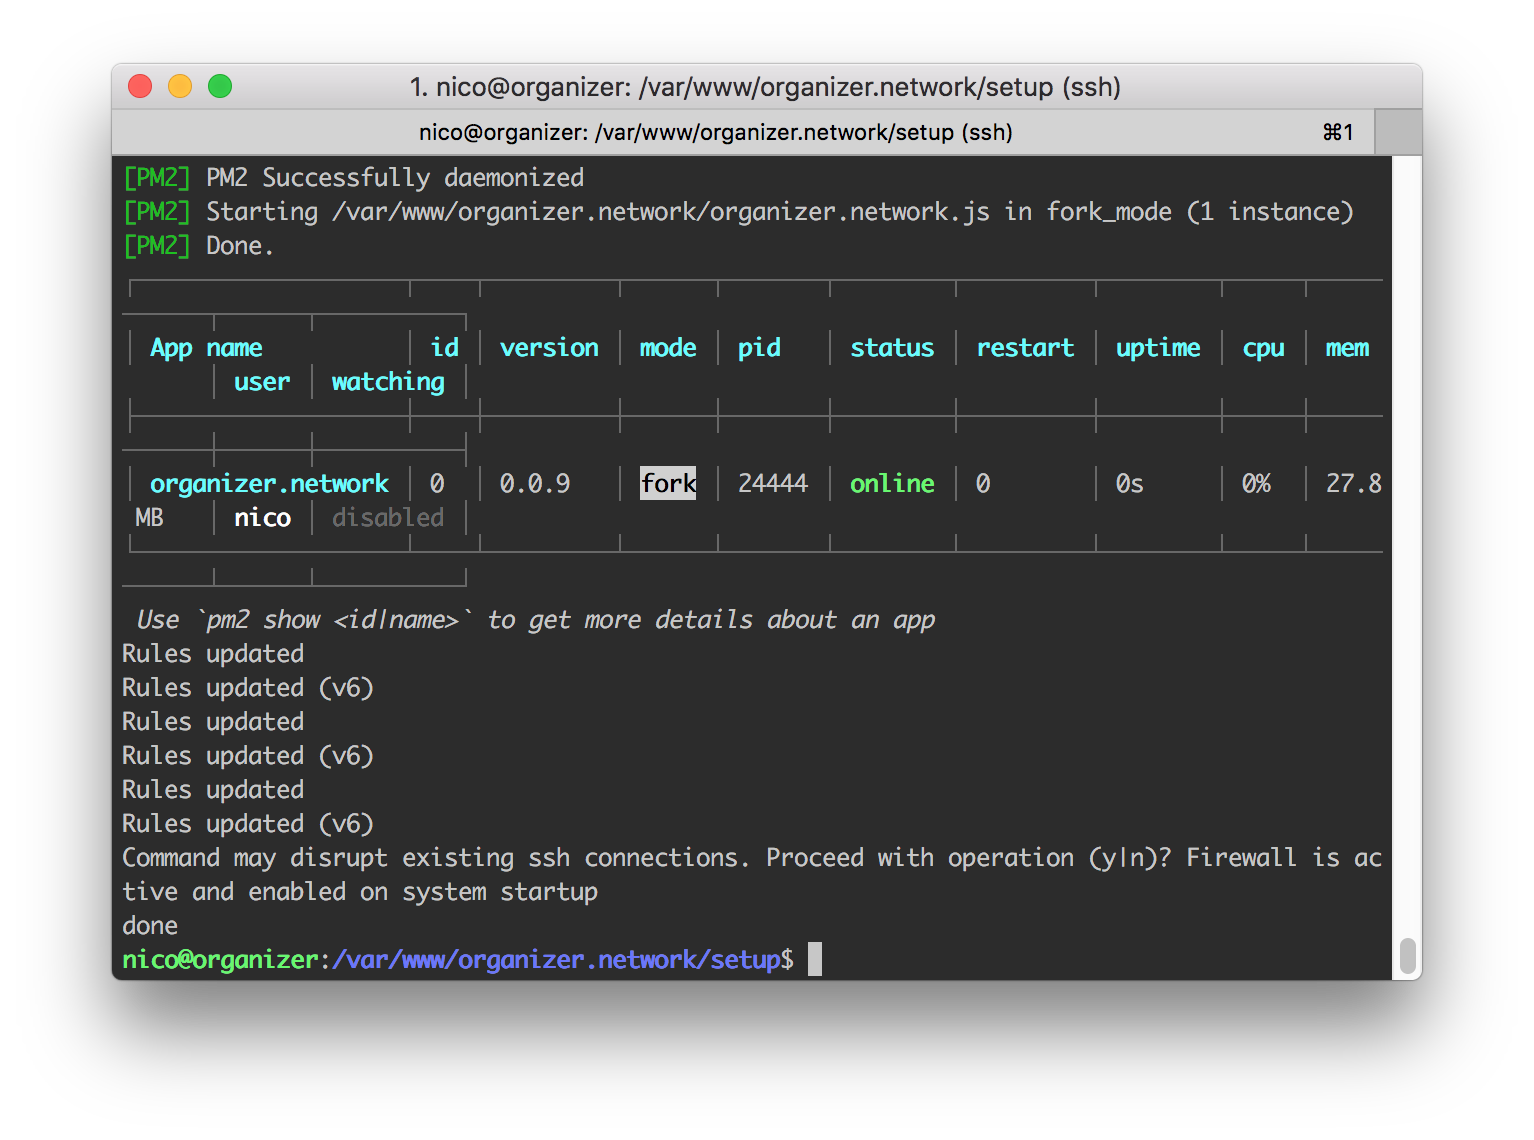 1. nico@organizer: /var/www/organizer.network/setup (ssh)
nico@organizer: /var/www/organizer.network/setup (ssh) ⌘1
[PM2] PM2 Successfully daemonized
[PM2] Starting /var/www/organizer.network/organizer.network.js in fork_mode (1 instance)
[PM2] Done.
App name │ id │ version │ mode │ pid │ status │ restart │ uptime │ cpu │ mem
│ user │ watching │
organizer.network │ 0 │ 0.0.9 │ fork │ 24444 │ online │ 0 │ 0s │ 0% │ 27.8
MB │ nico │ disabled │
Use `pm2 show <id|name>` to get more details about an app
Rules updated
Rules updated (v6)
Rules updated
Rules updated (v6)
Rules updated
Rules updated (v6)
Command may disrupt existing ssh connections. Proceed with operation (y|n)? Firewall is ac
tive and enabled on system startup
done
nico@organizer:/var/www/organizer.network/setup$